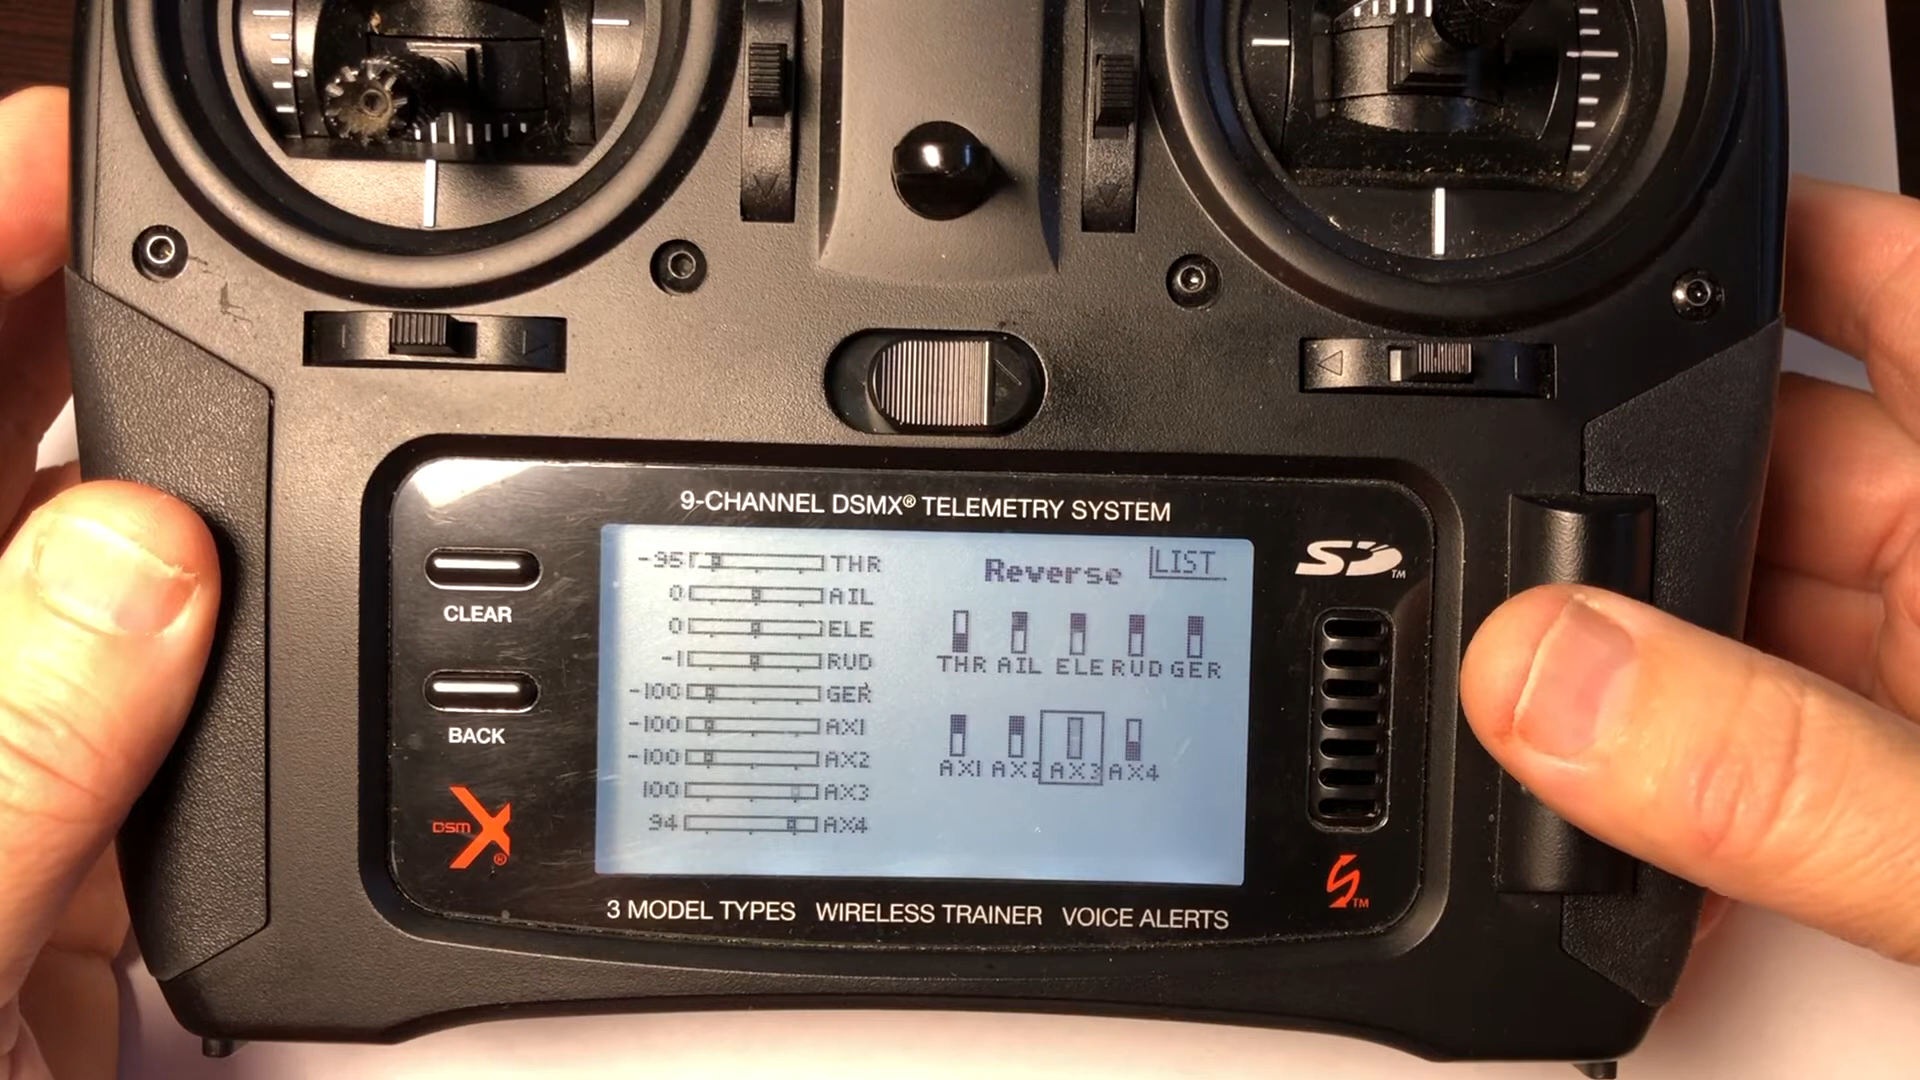 9-CHANNEL DSMX® TELEMETRY SYSTEM
CLEAR
BACK
DSM X®
SD™
-95 THR
0 AIL
0 ELE
-1 RUD
-100 GER
-100 AX1
-100 AX2
100 AX3
94 AX4
Reverse
LIST
THR AIL ELE RUD GER
AX1 AX2 AX3 AX4
TM
3 MODEL TYPES WIRELESS TRAINER VOICE ALERTS